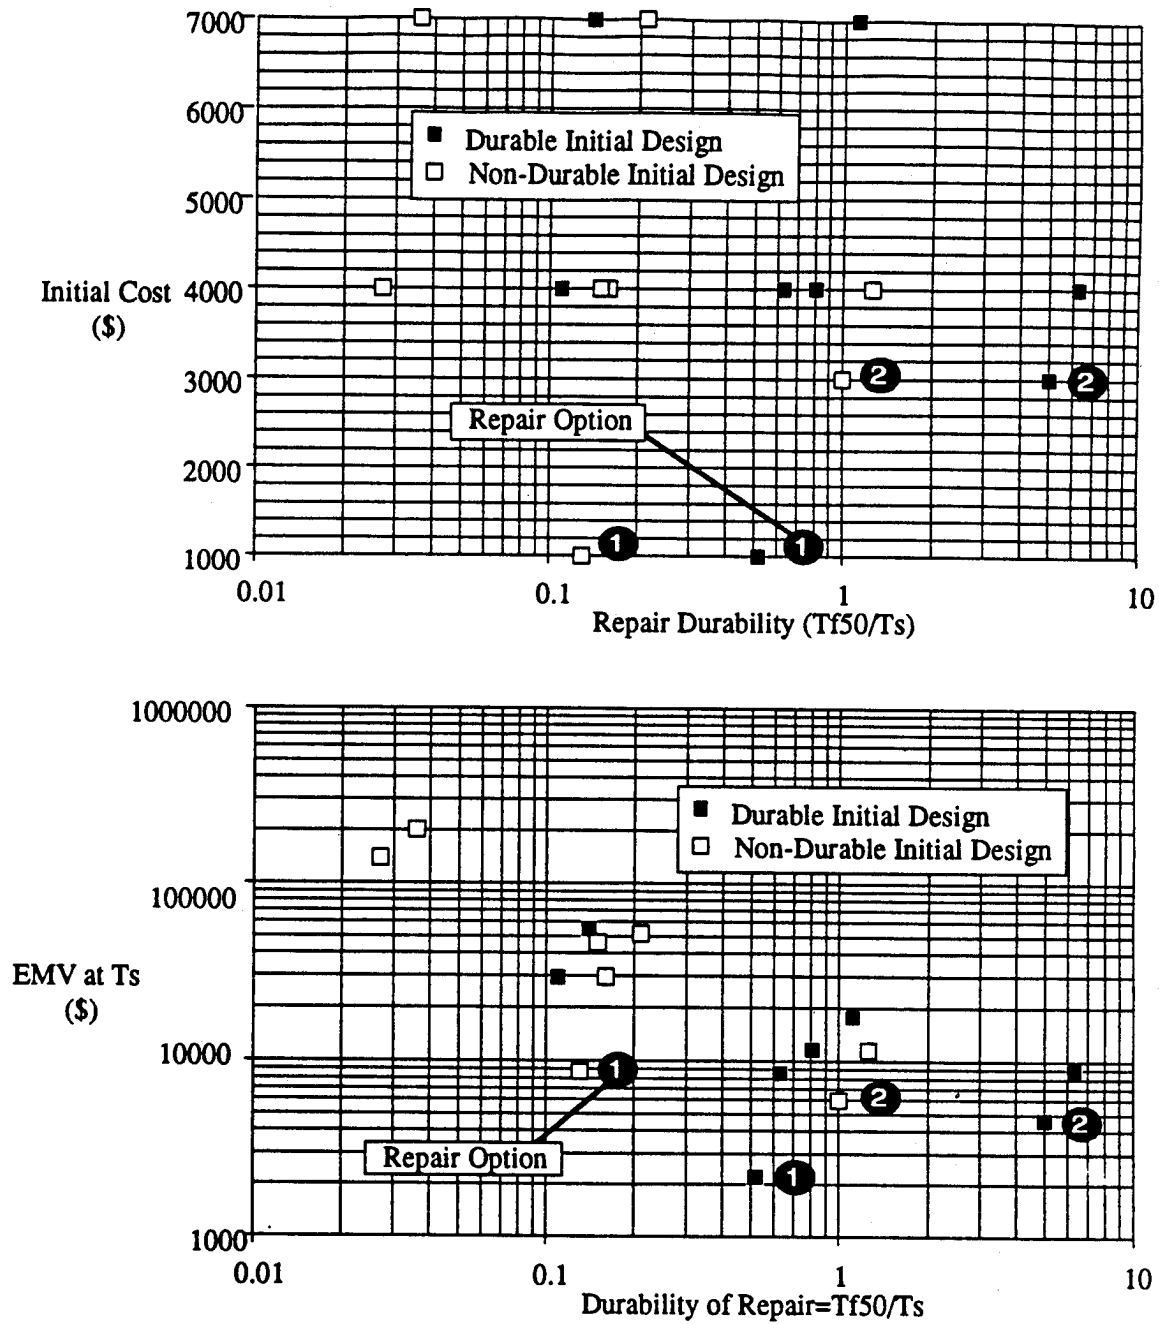 7000
6000
Durable Initial Design
Non-Durable Initial Design
5000
Initial Cost 4000
($)
3000
2
2
Repair Option
2000
1
1
1000
0.01 0.1 1 10
Repair Durability (Tf50/Ts)
1000000
Durable Initial Design
Non-Durable Initial Design
100000
EMV at Ts
($)
10000
1
2
2
Repair Option
1
1000
0.01 0.1 1 10
Durability of Repair=Tf50/Ts